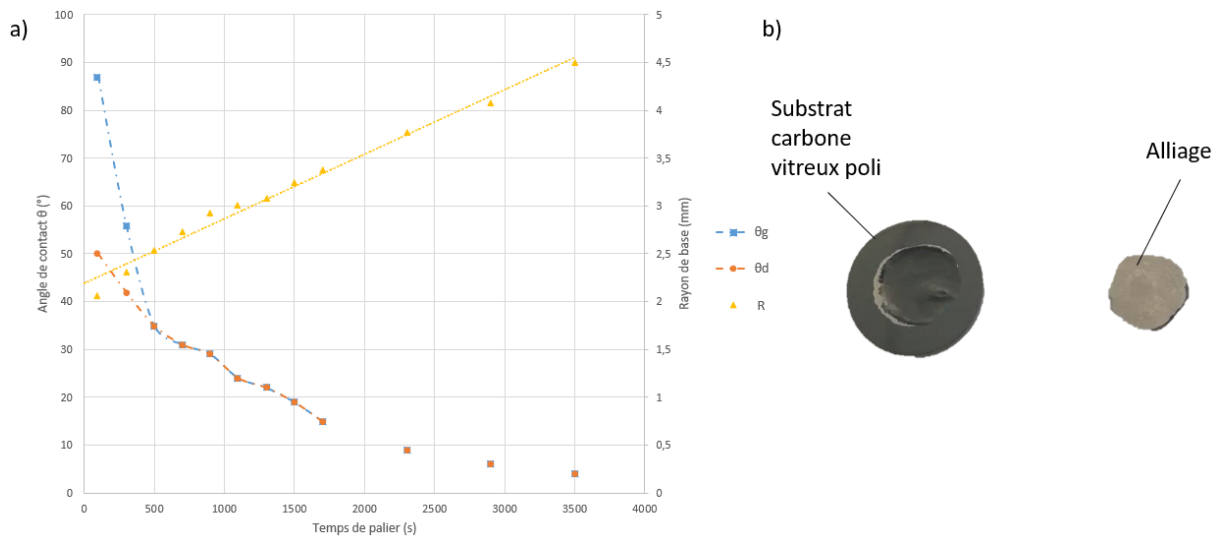 a)
100
90
80
70
60
50
40
30
20
10
0
Angle de contact θ (°)
0
500
1000
1500
2000
2500
3000
3500
4000
Temps de palier (s)
5
4,5
4
3,5
3
2,5
2
1,5
1
0,5
0
Rayon de base (mm)
θg
θd
R
b)
Substrat
carbone
vitreux poli
Alliage